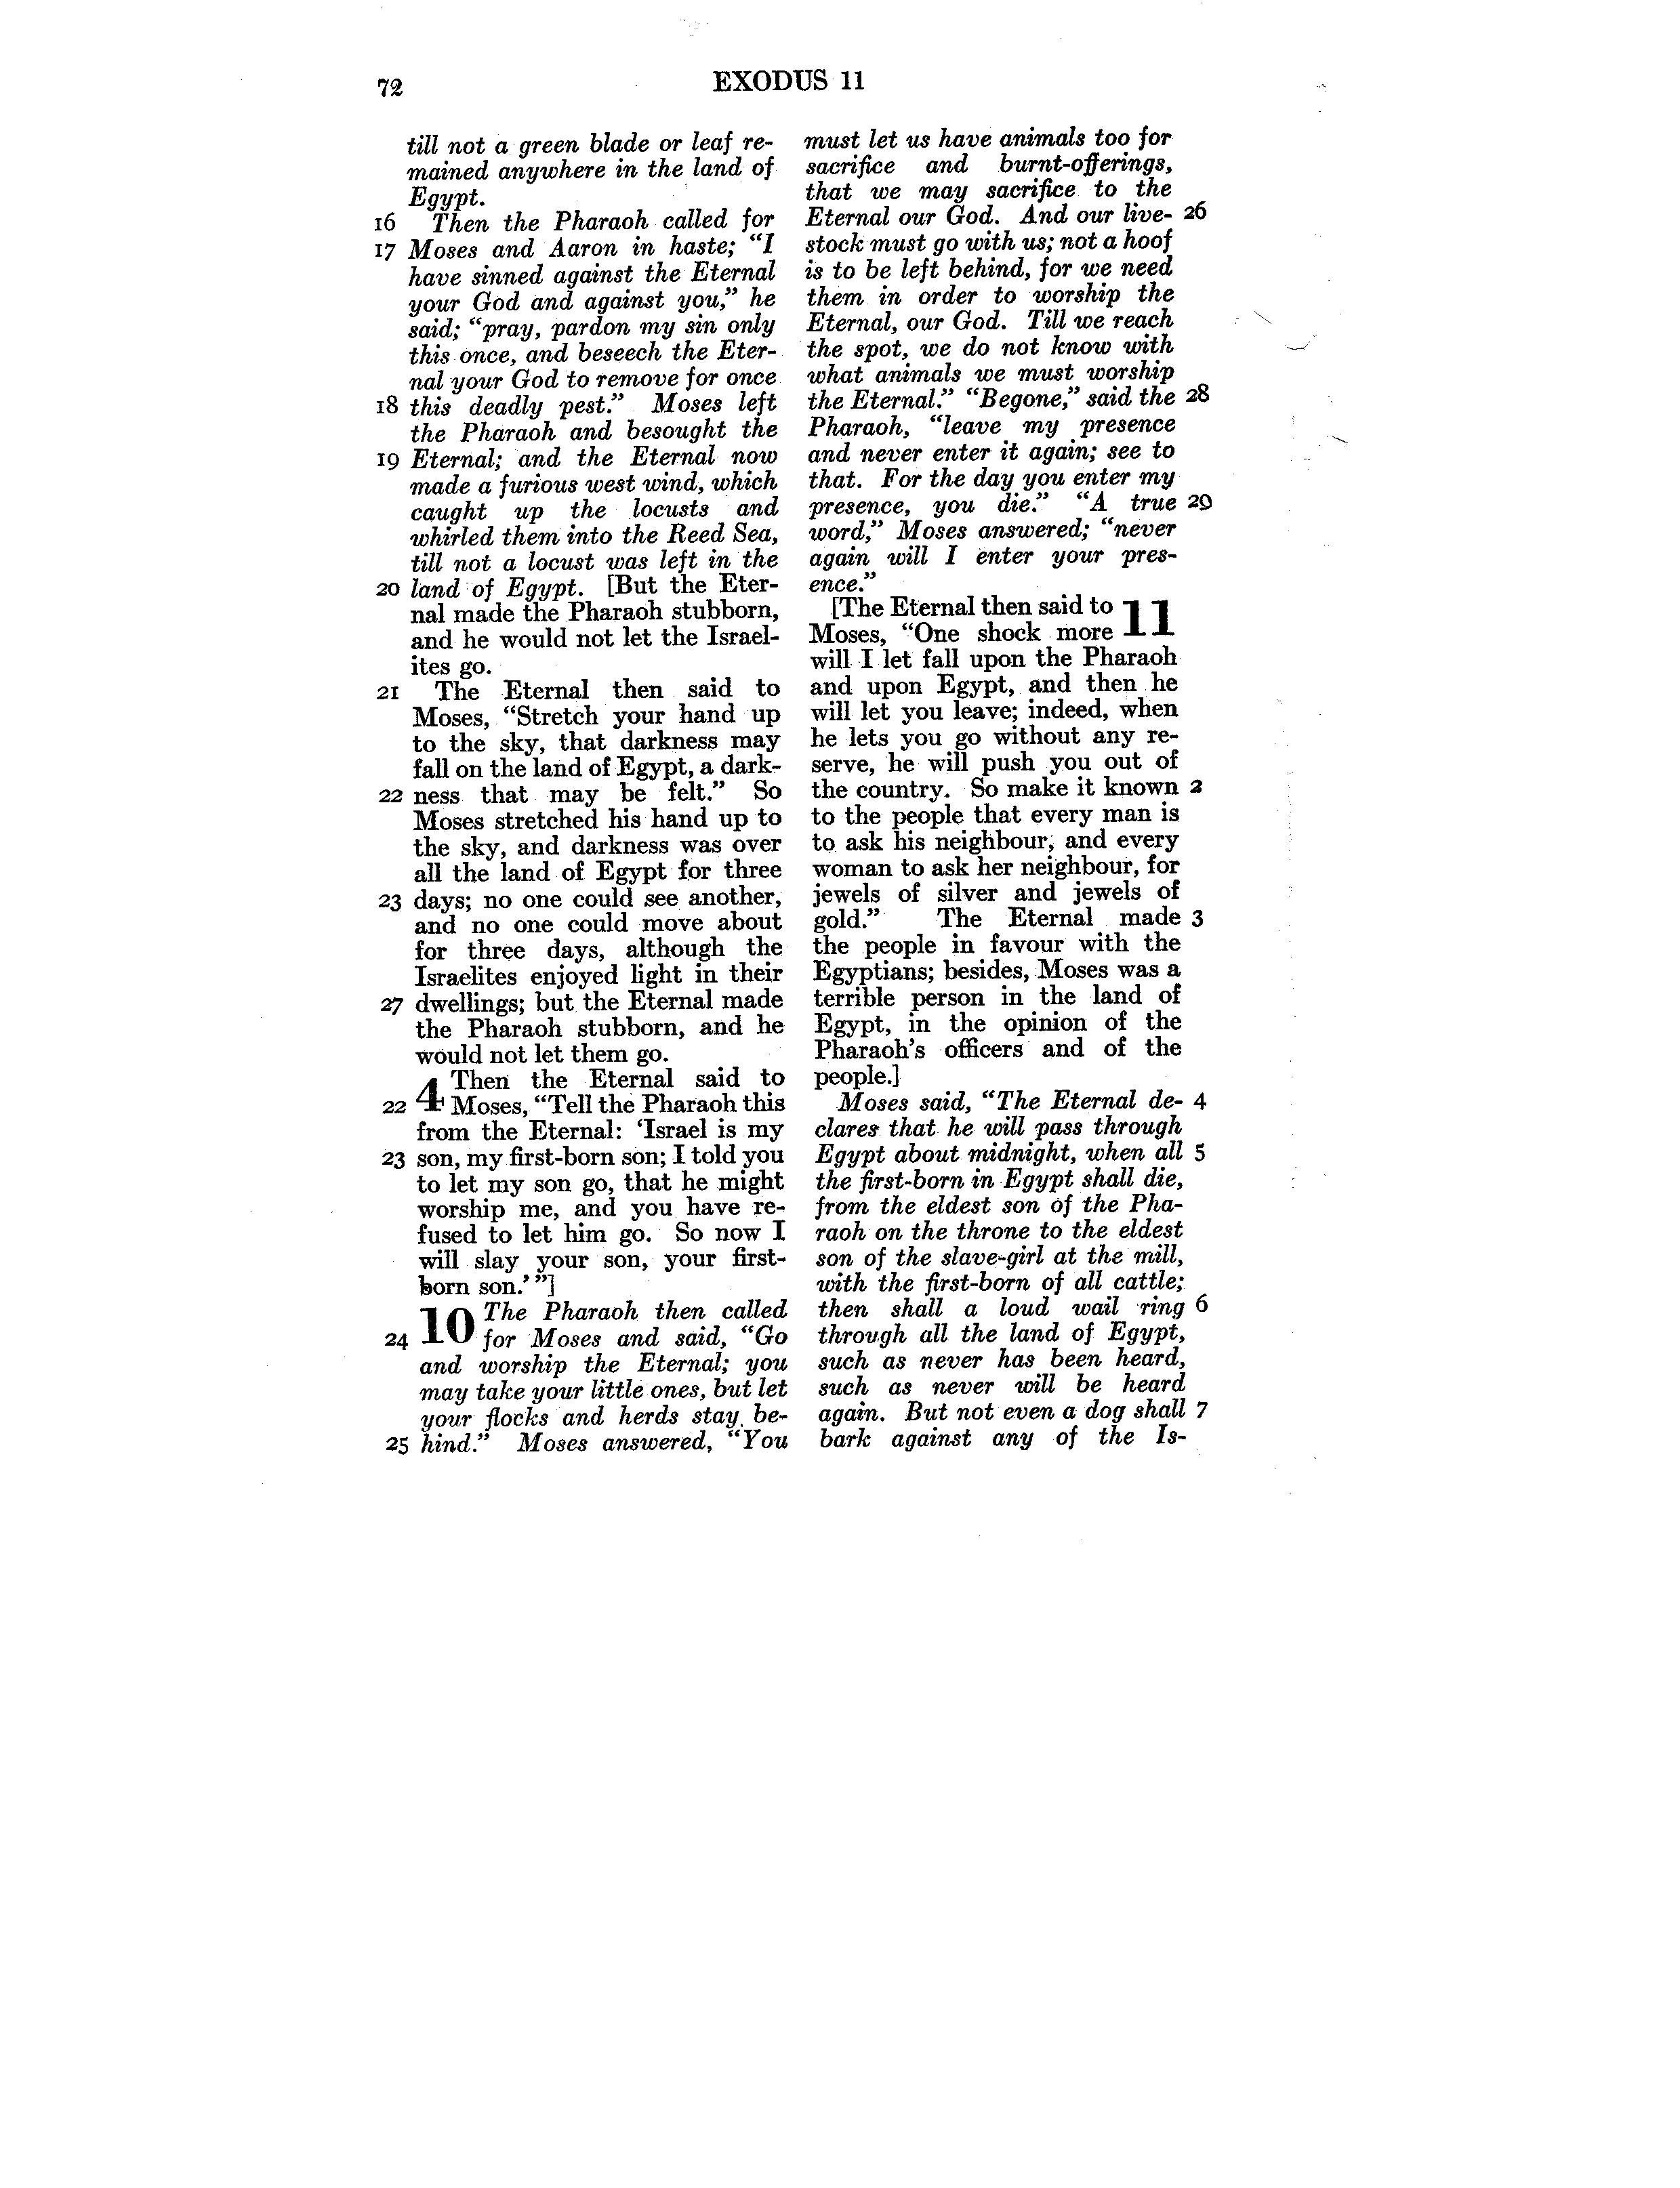 72
EXODUS 11
till not a green blade or leaf re-
mained anywhere in the land of
Egypt.
16 Then the Pharaoh called for
17 Moses and Aaron in haste; “I
have sinned against the Eternal
your God and against you,” he
said; “pray, pardon my sin only
this once, and beseech the Eter-
nal your God to remove for once
18 this deadly pest.” Moses left
the Pharaoh and besought the
19 Eternal; and the Eternal now
made a furious west wind, which
caught up the locusts and
whirled them into the Reed Sea,
till not a locust was left in the
20 land of Egypt. [But the Eter-
nal made the Pharaoh stubborn,
and he would not let the Israel-
ites go.
21 The Eternal then said to
Moses, “Stretch your hand up
to the sky, that darkness may
fall on the land of Egypt, a dark-
22 ness that may be felt.” So
Moses stretched his hand up to
the sky, and darkness was over
all the land of Egypt for three
23 days; no one could see another,
and no one could move about
for three days, although the
Israelites enjoyed light in their
27 dwellings; but the Eternal made
the Pharaoh stubborn, and he
would not let them go.
4 Then the Eternal said to
22 Moses, “Tell the Pharaoh this
from the Eternal: ‘Israel is my
23 son, my first-born son; I told you
to let my son go, that he might
worship me, and you have re-
fused to let him go. So now I
will slay your son, your first-
born son.’”]
10 The Pharaoh then called
24 for Moses and said, “Go
and worship the Eternal; you
may take your little ones, but let
your flocks and herds stay be-
25 hind.” Moses answered, “You
must let us have animals too for
sacrifice and burnt-offerings,
that we may sacrifice to the
Eternal our God. And our live- 26
stock must go with us; not a hoof
is to be left behind, for we need
them in order to worship the
Eternal, our God. Till we reach
the spot, we do not know with
what animals we must worship
the Eternal.” “Begone,” said the 28
Pharaoh, “leave my presence
and never enter it again; see to
that. For the day you enter my
presence, you die.” “A true 29
word,” Moses answered; “never
again will I enter your pres-
ence.”
[The Eternal then said to 11
Moses, “One shock more
will I let fall upon the Pharaoh
and upon Egypt, and then he
will let you leave; indeed, when
he lets you go without any re-
serve, he will push you out of
the country. So make it known 2
to the people that every man is
to ask his neighbour, and every
woman to ask her neighbour, for
jewels of silver and jewels of
gold.” The Eternal made 3
the people in favour with the
Egyptians; besides, Moses was a
terrible person in the land of
Egypt, in the opinion of the
Pharaoh’s officers and of the
people.]
Moses said, “The Eternal de- 4
clares that he will pass through
Egypt about midnight, when all 5
the first-born in Egypt shall die,
from the eldest son of the Pha-
raoh on the throne to the eldest
son of the slave-girl at the mill,
with the first-born of all cattle;
then shall a loud wail ring 6
through all the land of Egypt,
such as never has been heard,
such as never will be heard
again. But not even a dog shall 7
bark against any of the Is-